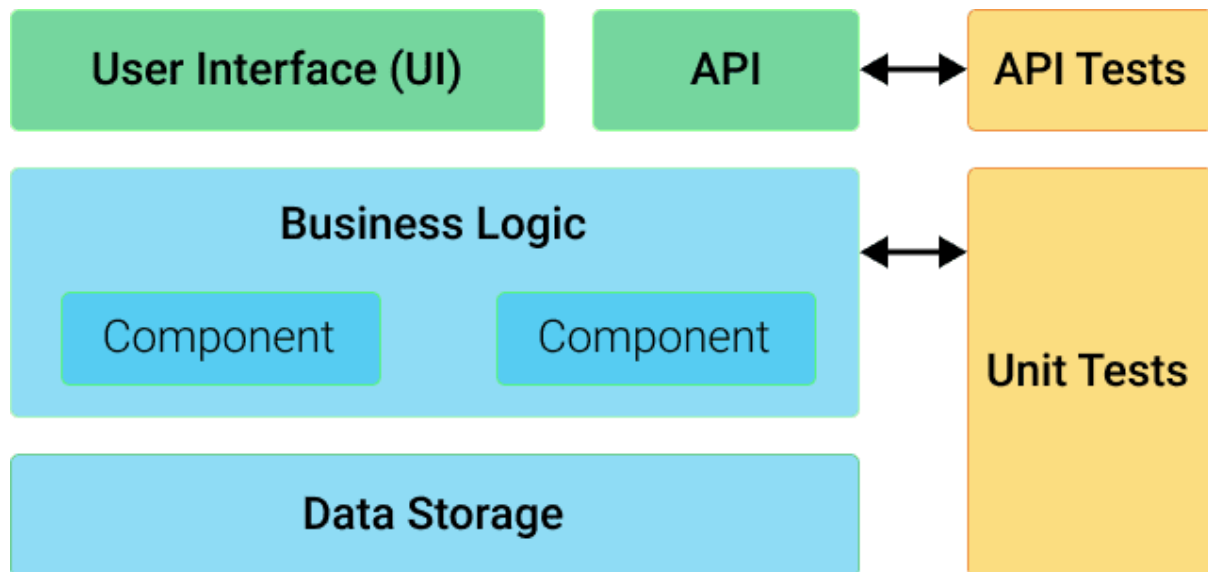 User Interface (UI)
API
API Tests
Business Logic
Component
Component
Unit Tests
Data Storage